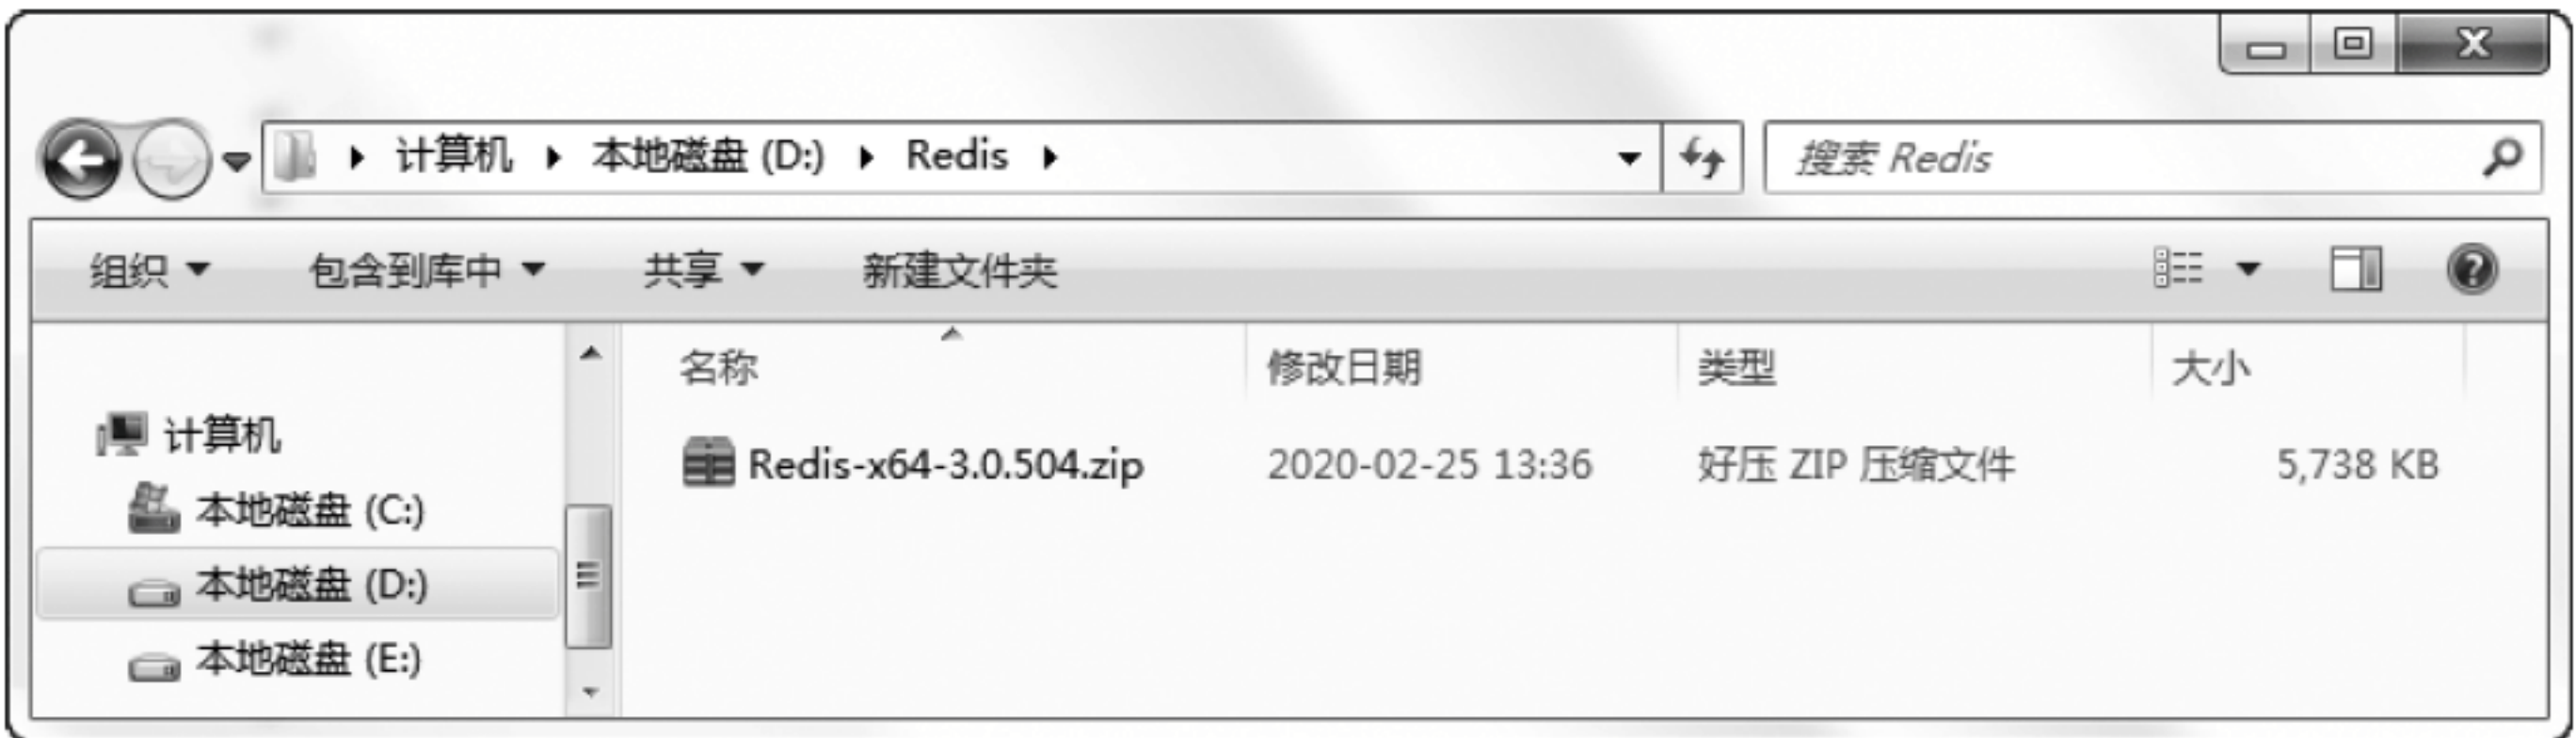 计算机 本地磁盘 (D:) Redis 搜索 Redis
组织 包含到库中 共享 新建文件夹
名称 修改日期 类型 大小
计算机
Redis-x64-3.0.504.zip 2020-02-25 13:36 好压 ZIP 压缩文件 5,738 KB
本地磁盘 (C:)
本地磁盘 (D:)
本地磁盘 (E:)